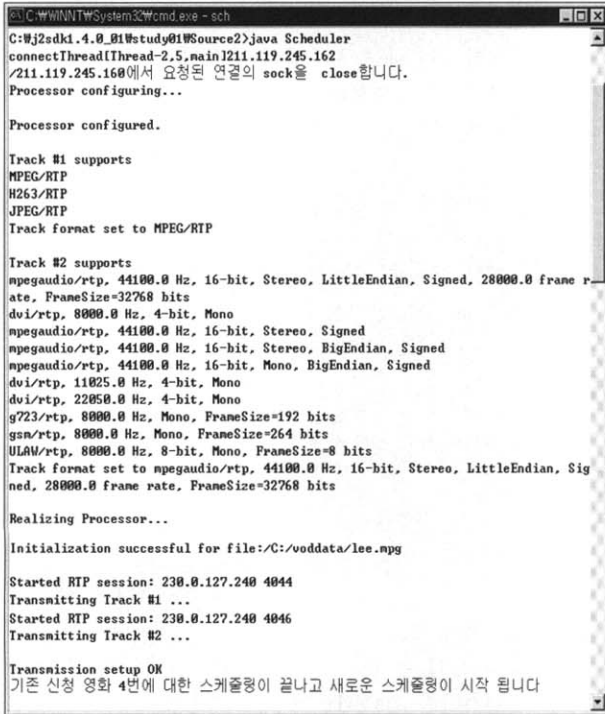 C:\WINNT\System32\cmd.exe - sch
C:\j2sdk1.4.0_01\study01\Source2>java Scheduler
connectThread[Thread-2,5,main]211.119.245.162
/211.119.245.160에서 요청된 연결의 sock을 close합니다.
Processor configuring...
Processor configured.
Track #1 supports
MPEG/RTP
H263/RTP
JPEG/RTP
Track format set to MPEG/RTP
Track #2 supports
mpegaudio/rtp, 44100.0 Hz, 16-bit, Stereo, LittleEndian, Signed, 28000.0 frame r
ate, FrameSize=32768 bits
dvi/rtp, 8000.0 Hz, 4-bit, Mono
mpegaudio/rtp, 44100.0 Hz, 16-bit, Stereo, Signed
mpegaudio/rtp, 44100.0 Hz, 16-bit, Stereo, BigEndian, Signed
mpegaudio/rtp, 44100.0 Hz, 16-bit, Mono, BigEndian, Signed
dvi/rtp, 11025.0 Hz, 4-bit, Mono
dvi/rtp, 22050.0 Hz, 4-bit, Mono
g723/rtp, 8000.0 Hz, Mono, FrameSize=192 bits
gsm/rtp, 8000.0 Hz, Mono, FrameSize=264 bits
ULAW/rtp, 8000.0 Hz, 8-bit, Mono, FrameSize=8 bits
Track format set to mpegaudio/rtp, 44100.0 Hz, 16-bit, Stereo, LittleEndian, Sig
ned, 28000.0 frame rate, FrameSize=32768 bits
Realizing Processor...
Initialization successful for file:/C:/voddata/lee.mpg
Started RTP session: 230.0.127.240 4044
Transmitting Track #1 ...
Started RTP session: 230.0.127.240 4046
Transmitting Track #2 ...
Transmission setup OK
기존 신청 영화 4번에 대한 스케줄링이 끝나고 새로운 스케줄링이 시작 됩니다